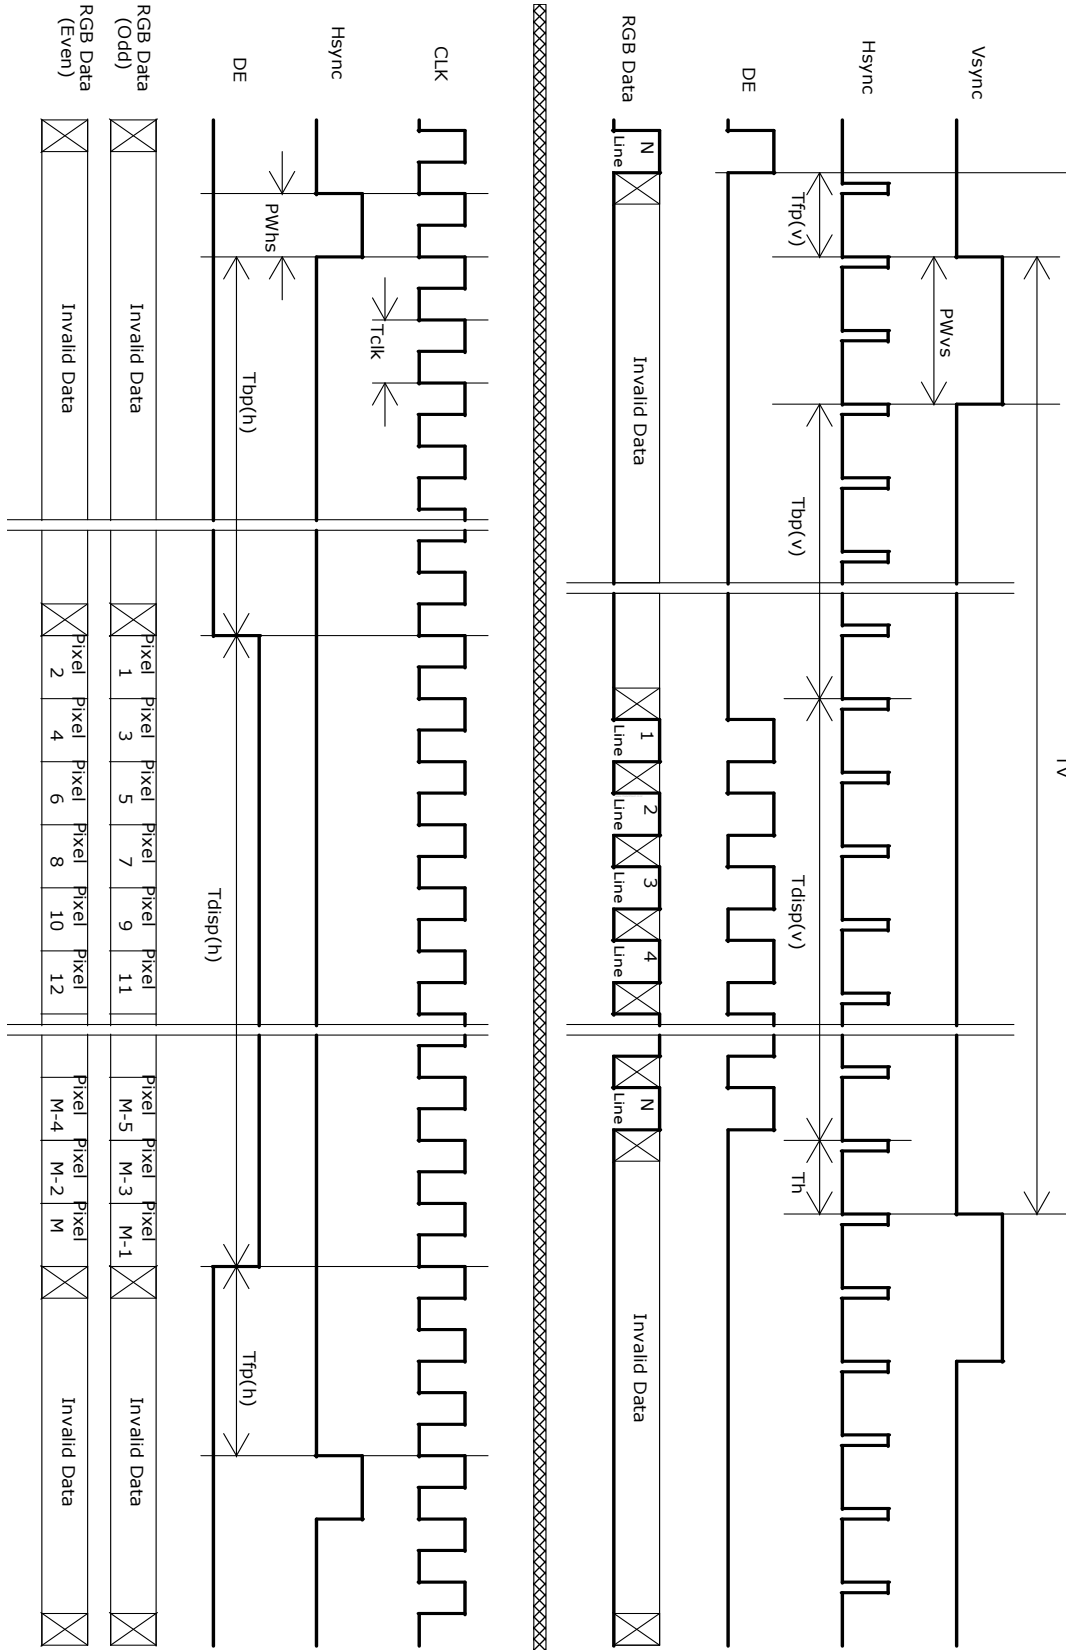 Tv
Vsync
PWvs
Hsync
Tfp(v)
Tbp(v)
Tdisp(v)
Th
DE
RGB Data
N
Line
Invalid Data
1
Line
2
Line
3
Line
4
Line
N
Line
Invalid Data
CLK
Tclk
Hsync
PWhs
DE
Tbp(h)
Tdisp(h)
Tfp(h)
RGB Data
(Odd)
Invalid Data
Pixel
1
Pixel
3
Pixel
5
Pixel
7
Pixel
9
Pixel
11
Pixel
M-5
Pixel
M-3
Pixel
M-1
Invalid Data
RGB Data
(Even)
Invalid Data
Pixel
2
Pixel
4
Pixel
6
Pixel
8
Pixel
10
Pixel
12
Pixel
M-4
Pixel
M-2
Pixel
M
Invalid Data